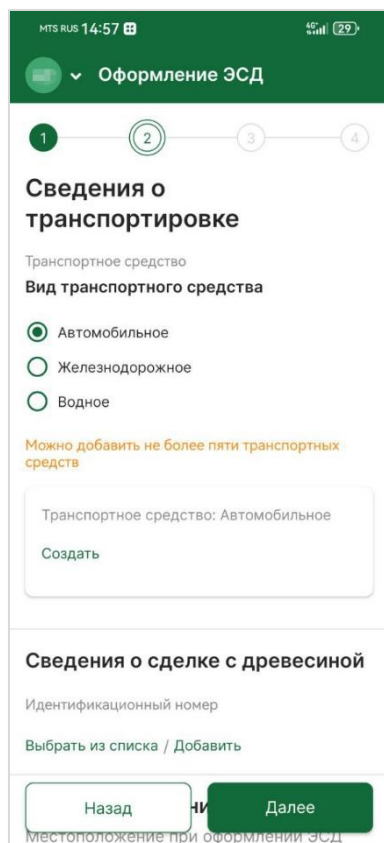 MTS RUS 14:57 4G 29
Оформление ЭСД
1 2 3 4
Сведения о
транспортировке
Транспортное средство
Вид транспортного средства
Автомобильное
Железнодорожное
Водное
Можно добавить не более пяти транспортных
средств
Транспортное средство: Автомобильное
Создать
Сведения о сделке с древесиной
Идентификационный номер
Выбрать из списка / Добавить
Назад
Далее
Местоположение при оформлении ЭСД